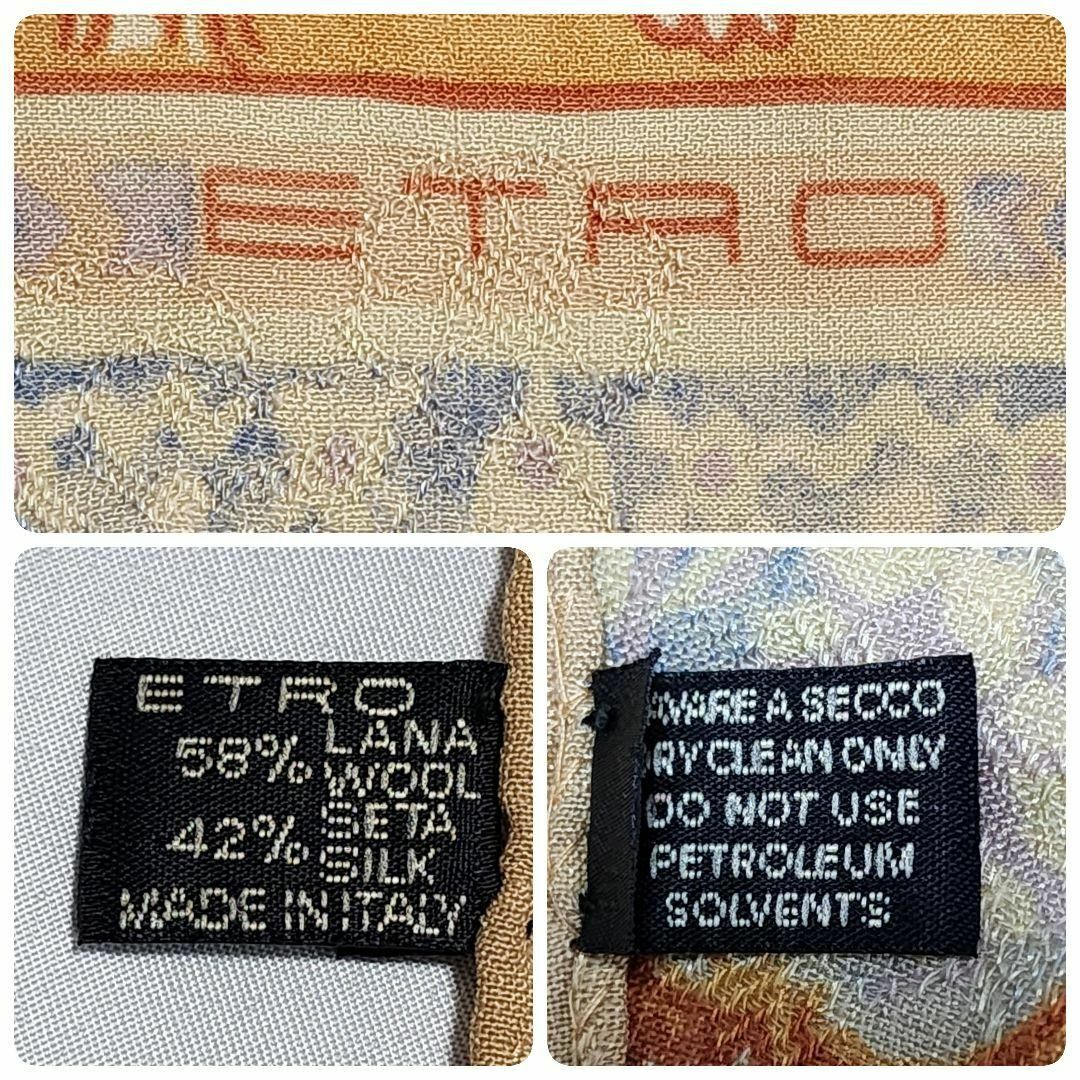 ETRO
ETRO
58% LANA
WOOL
42% SETA
SILK
MADE IN ITALY
A SECCO
CLEAN ONLY
DO NOT USE
PETROLEUM
SOLVENTS